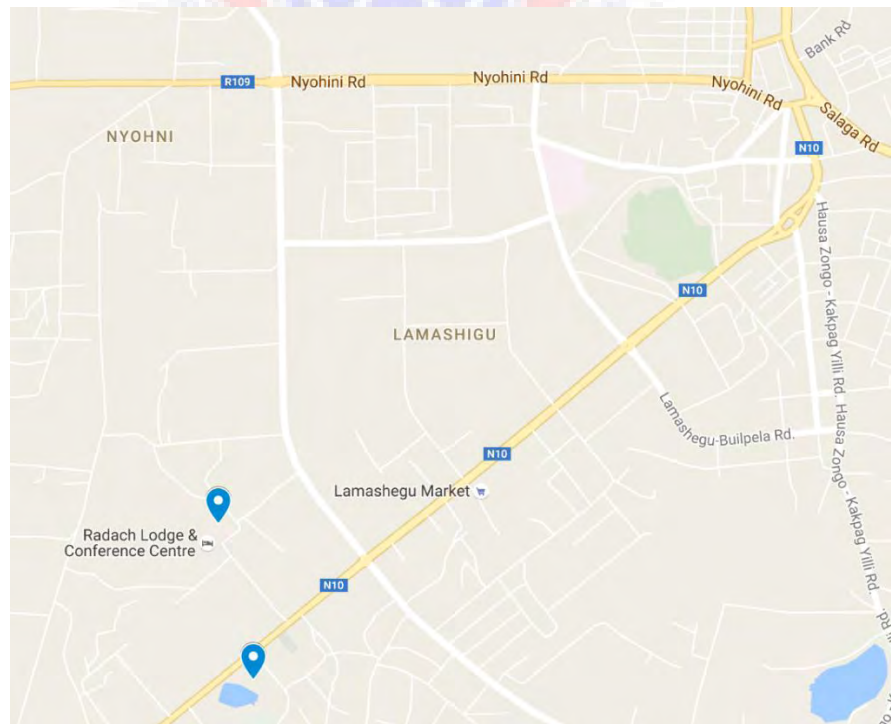 Bank Rd
R109
Nyohini Rd
Nyohini Rd
Nyohini Rd
Salaga Rd
NYOHNI
N10
Hausa Zongo - Kakpag Yilli Rd.
N10
LAMASHIGU
Lamashegu-Builpela Rd.
Hausa Zongo - Kakpag Yilli Rd.
N10
Lamashegu Market
Radach Lodge &
Conference Centre
N10
Rd.